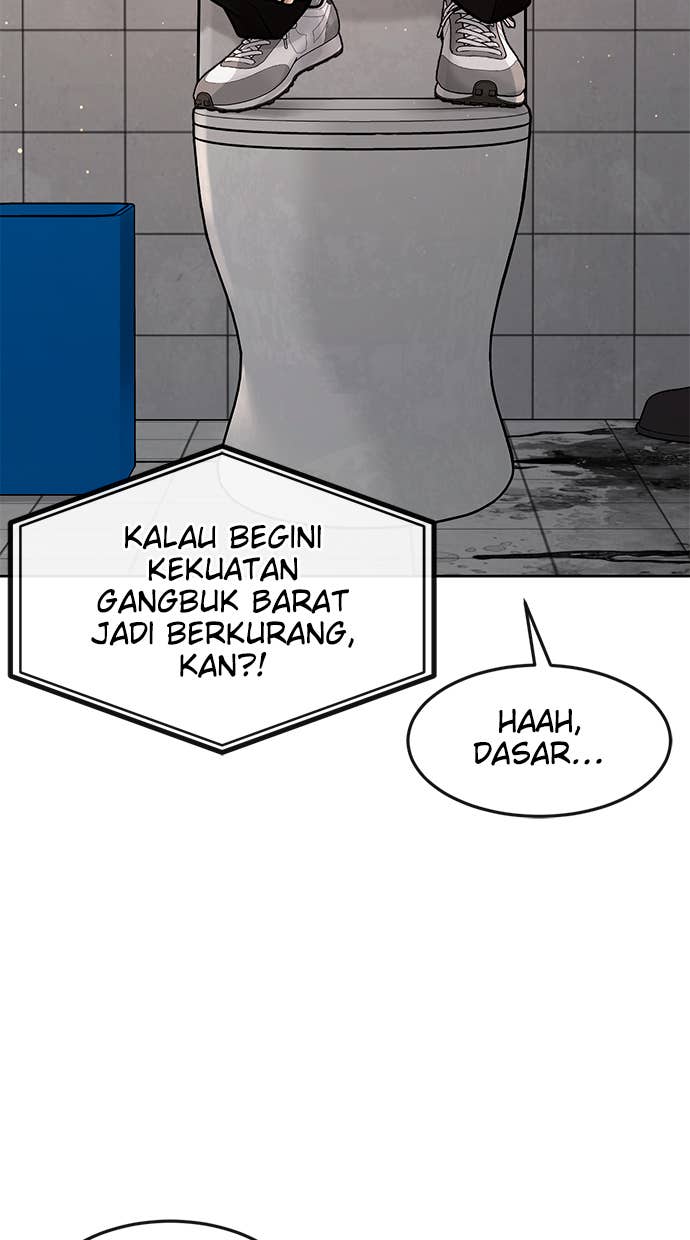 KALAU BEGINI
KEKUATAN
GANGBUK BARAT
JADI BERKURANG,
KAN?!
HAAH,
DASAR...